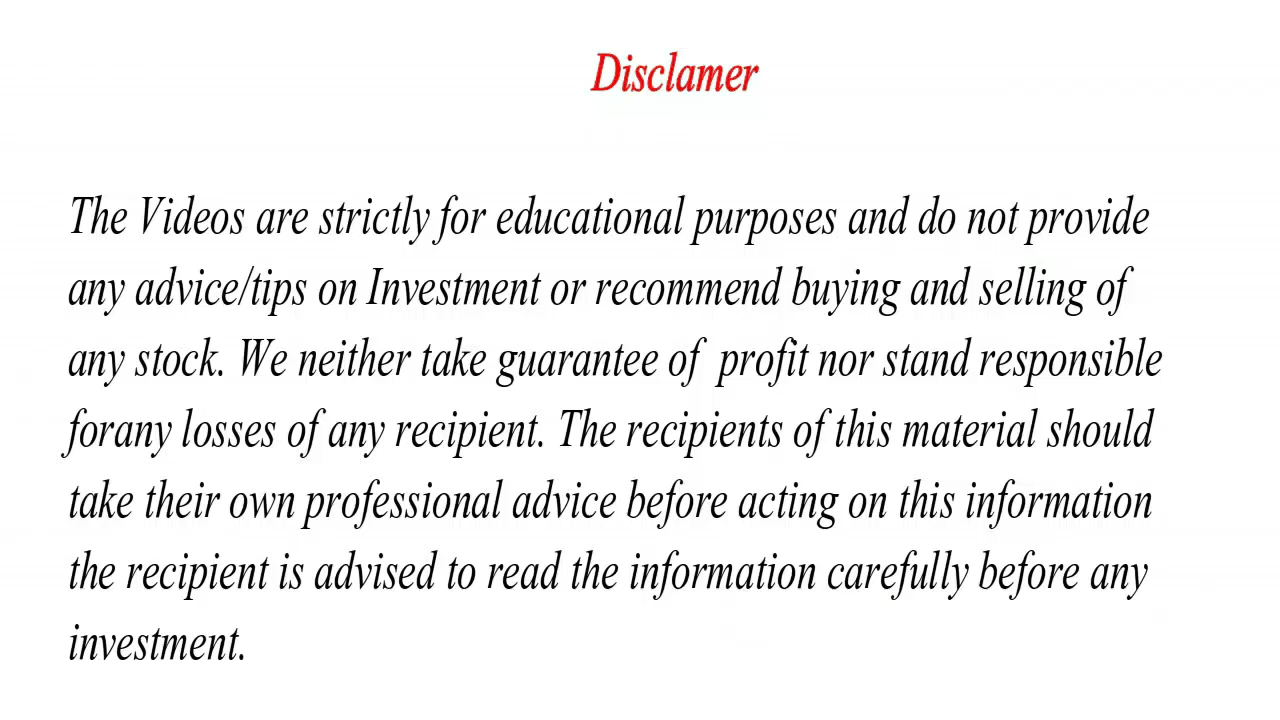 Disclamer
The Videos are strictly for educational purposes and do not provide
any advice/tips on Investment or recommend buying and selling of
any stock. We neither take guarantee of  profit nor stand responsible
forany losses of any recipient. The recipients of this material should
take their own professional advice before acting on this information
the recipient is advised to read the information carefully before any
investment.